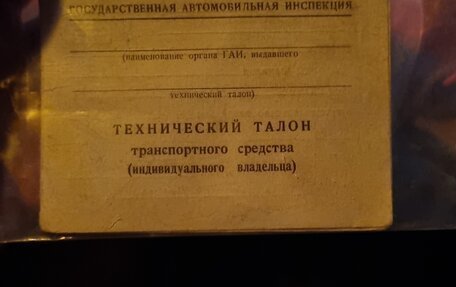 ГОСУДАРСТВЕННАЯ АВТОМОБИЛЬНАЯ ИНСПЕКЦИЯ
(наименование органа ГАИ, выдавшего
технический талон)
ТЕХНИЧЕСКИЙ ТАЛОН
транспортного средства
(индивидуального владельца)